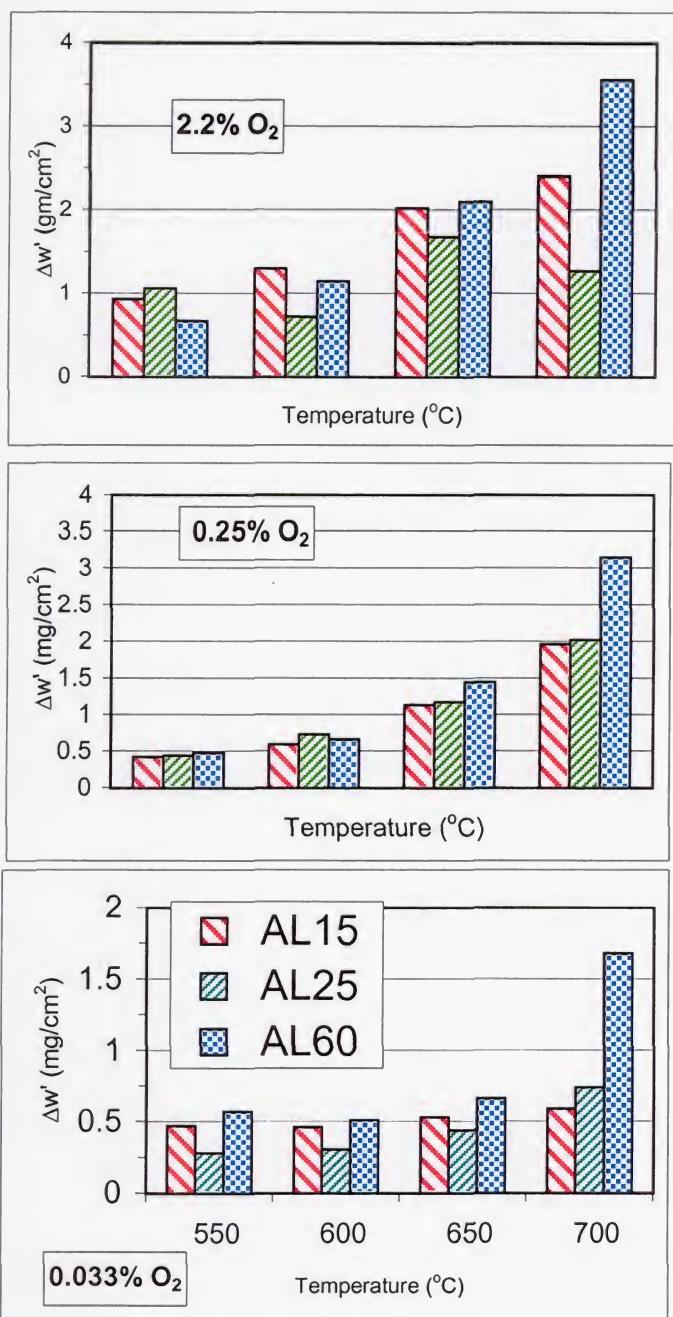 4
3
2
1
0
Δw' (gm/cm²)
2.2% O₂
Temperature (°C)
4
3.5
3
2.5
2
1.5
1
0.5
0
Δw' (mg/cm²)
0.25% O₂
Temperature (°C)
2
1.5
1
0.5
0
Δw' (mg/cm²)
AL15
AL25
AL60
550 600 650 700
0.033% O₂
Temperature (°C)